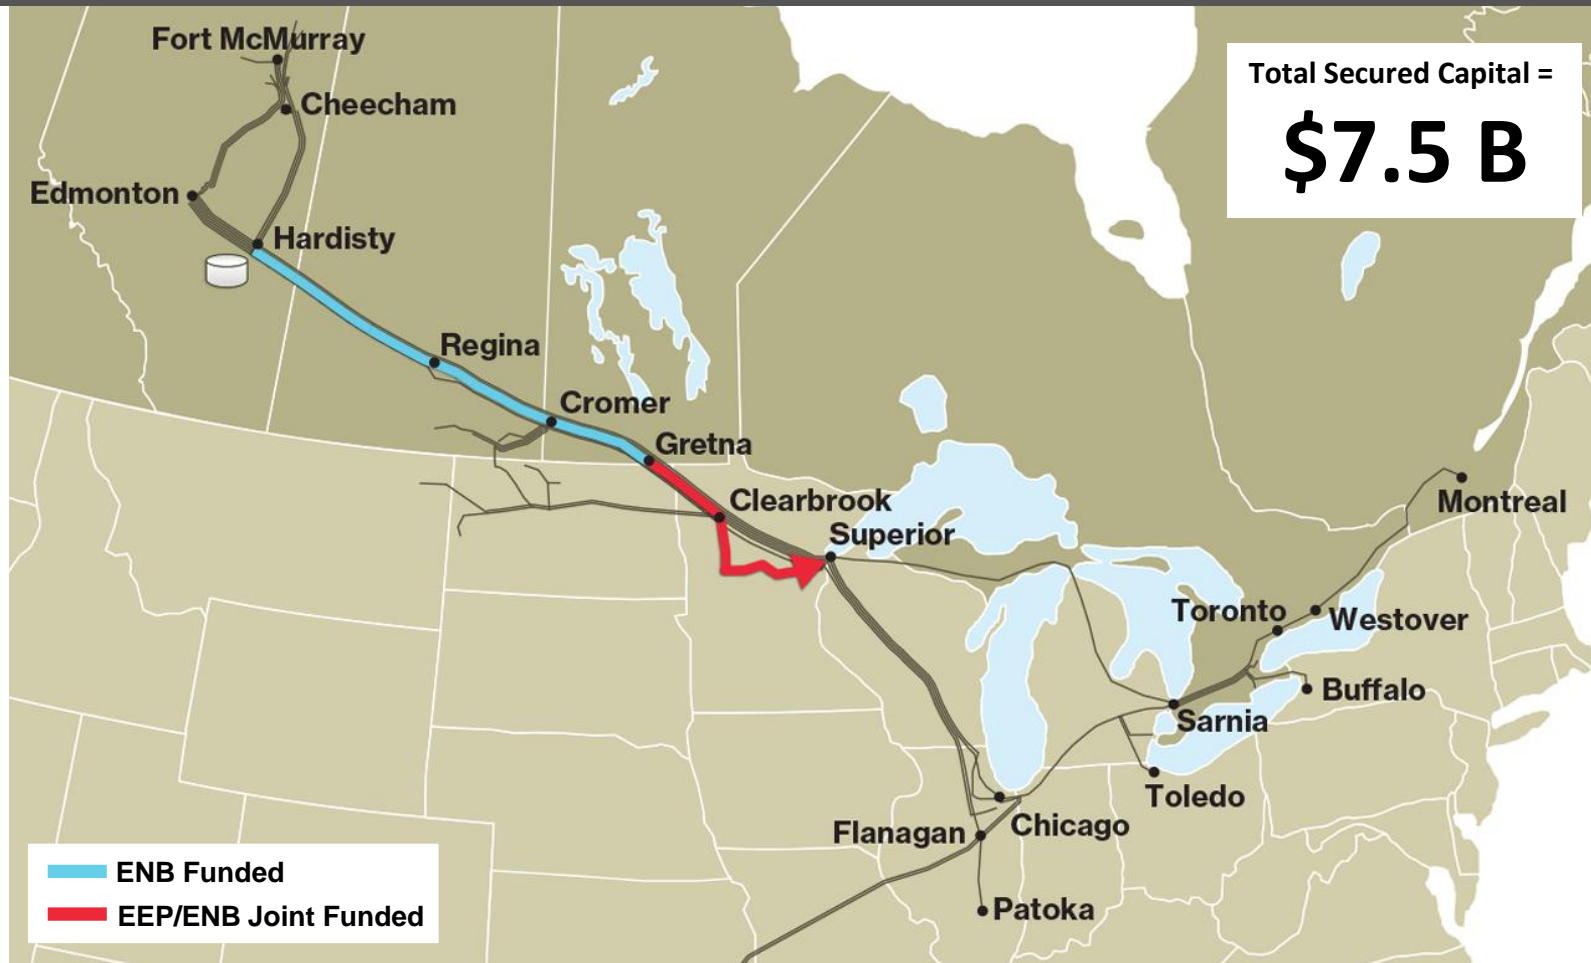 Fort McMurray
Total Secured Capital =
Cheecham
$7.5 B
Edmonton
Hardisty
Regina
Cromer
Gretna
Clearbrook
Montreal
Superior
Toronto
Westover
Buffalo
Sarnia
Toledo
Chicago
Flanagan
ENB Funded
EEP/ENB Joint Funded
Patoka